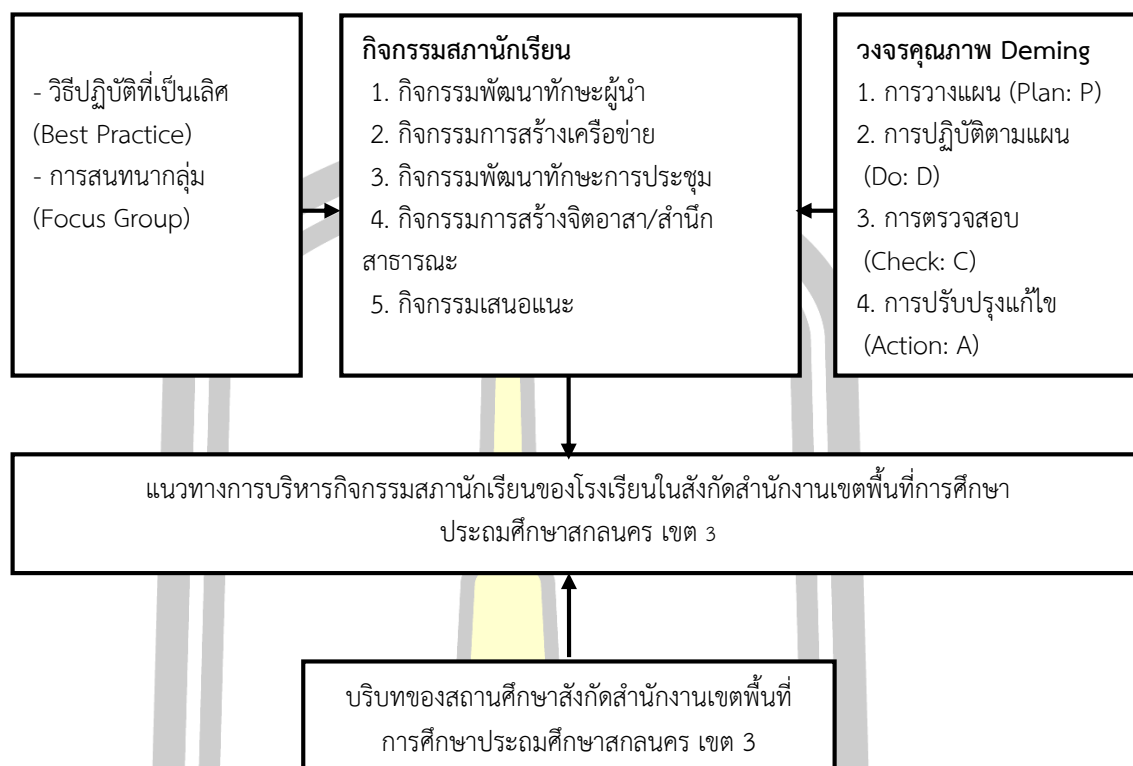 - วิธีปฏิบัติที่เป็นเลิศ
(Best Practice)
- การสนทนากลุ่ม
(Focus Group)
กิจกรรมสภานักเรียน
1. กิจกรรมพัฒนาทักษะผู้นำ
2. กิจกรรมการสร้างเครือข่าย
3. กิจกรรมพัฒนาทักษะการประชุม
4. กิจกรรมการสร้างจิตอาสา/สำนึก
สาธารณะ
5. กิจกรรมเสนอแนะ
วงจรคุณภาพ Deming
1. การวางแผน (Plan: P)
2. การปฏิบัติตามแผน
(Do: D)
3. การตรวจสอบ
(Check: C)
4. การปรับปรุงแก้ไข
(Action: A)
แนวทางการบริหารกิจกรรมสภานักเรียนของโรงเรียนในสังกัดสำนักงานเขตพื้นที่การศึกษา
ประถมศึกษาสกลนคร เขต 3
บริบทของสถานศึกษาสังกัดสำนักงานเขตพื้นที่
การศึกษาประถมศึกษาสกลนคร เขต 3